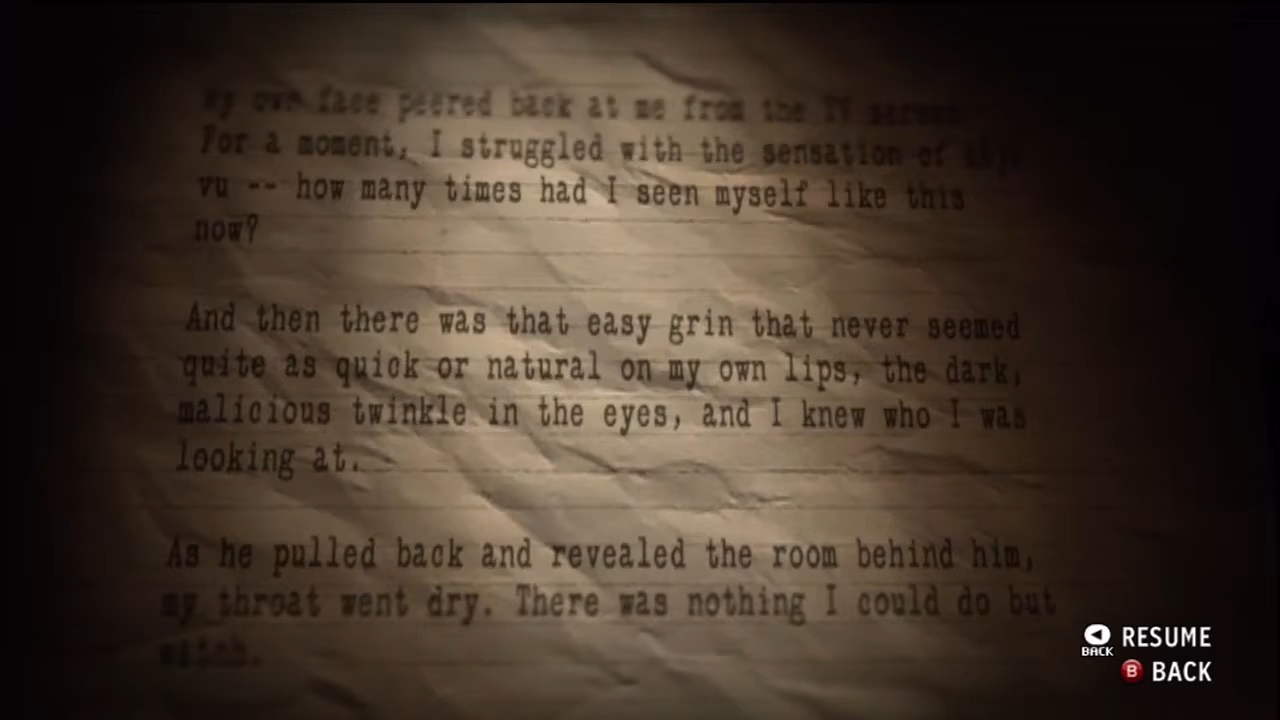 My own face peered back at me from the TV screen.
For a moment, I struggled with the sensation of
vu -- how many times had I seen myself like this
now?
And then there was that easy grin that never seemed
quite as quick or natural on my own lips, the dark,
malicious twinkle in the eyes, and I knew who I was
looking at.
As he pulled back and revealed the room behind him,
my throat went dry. There was nothing I could do but
watch.
BACK RESUME
B BACK